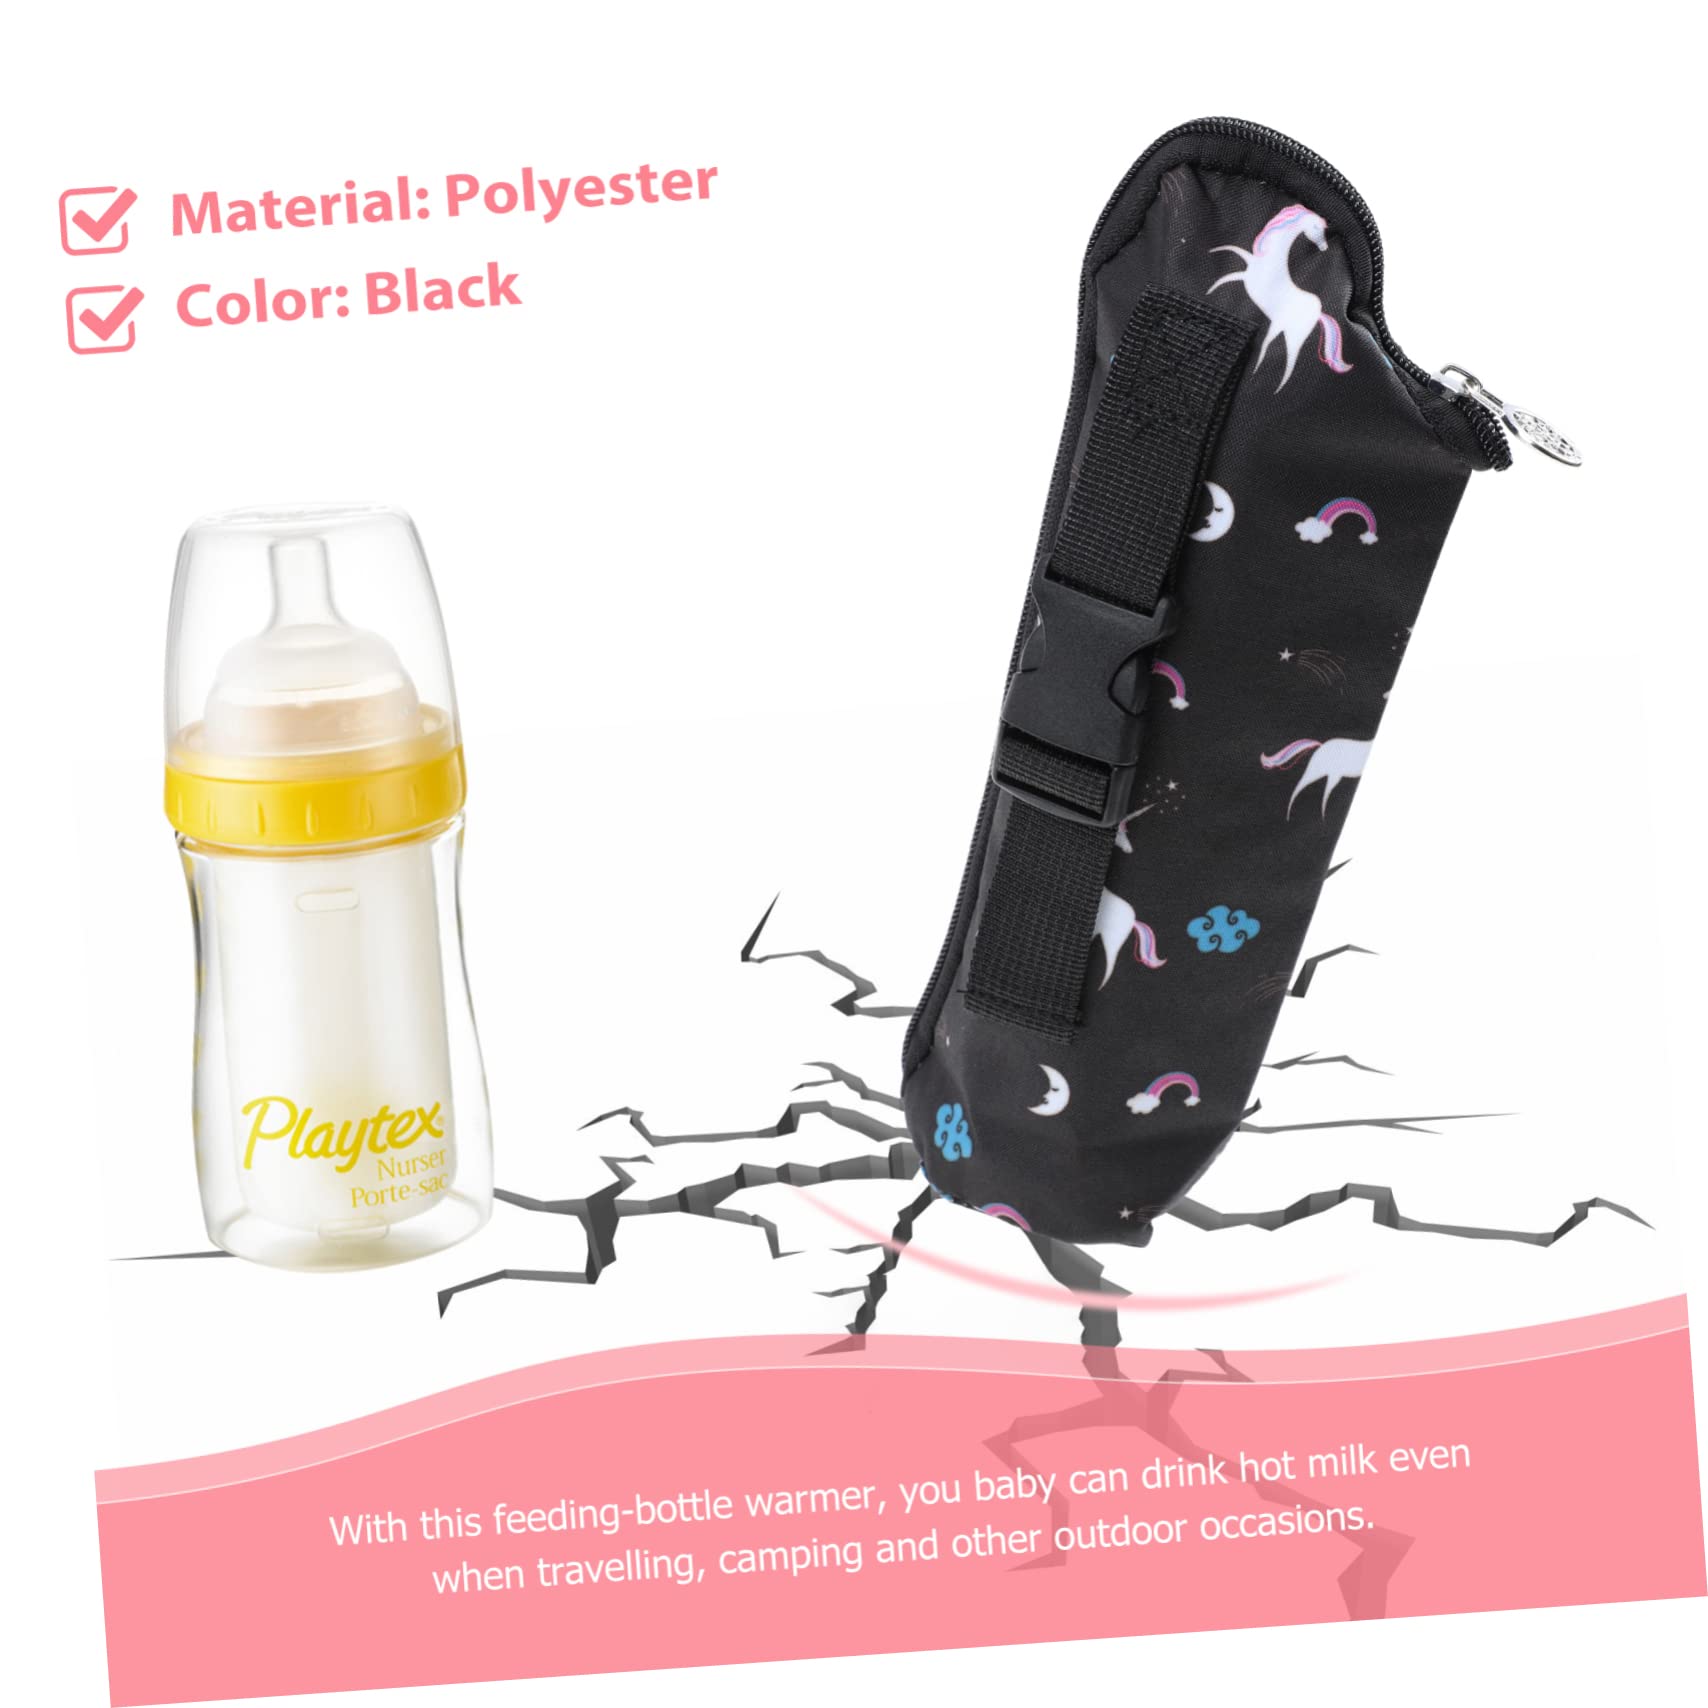 Material: Polyester
Color: Black
Playtex
Nurser
Porte-sac
With this feeding-bottle warmer, you baby can drink hot milk even
when travelling, camping and other outdoor occasions.